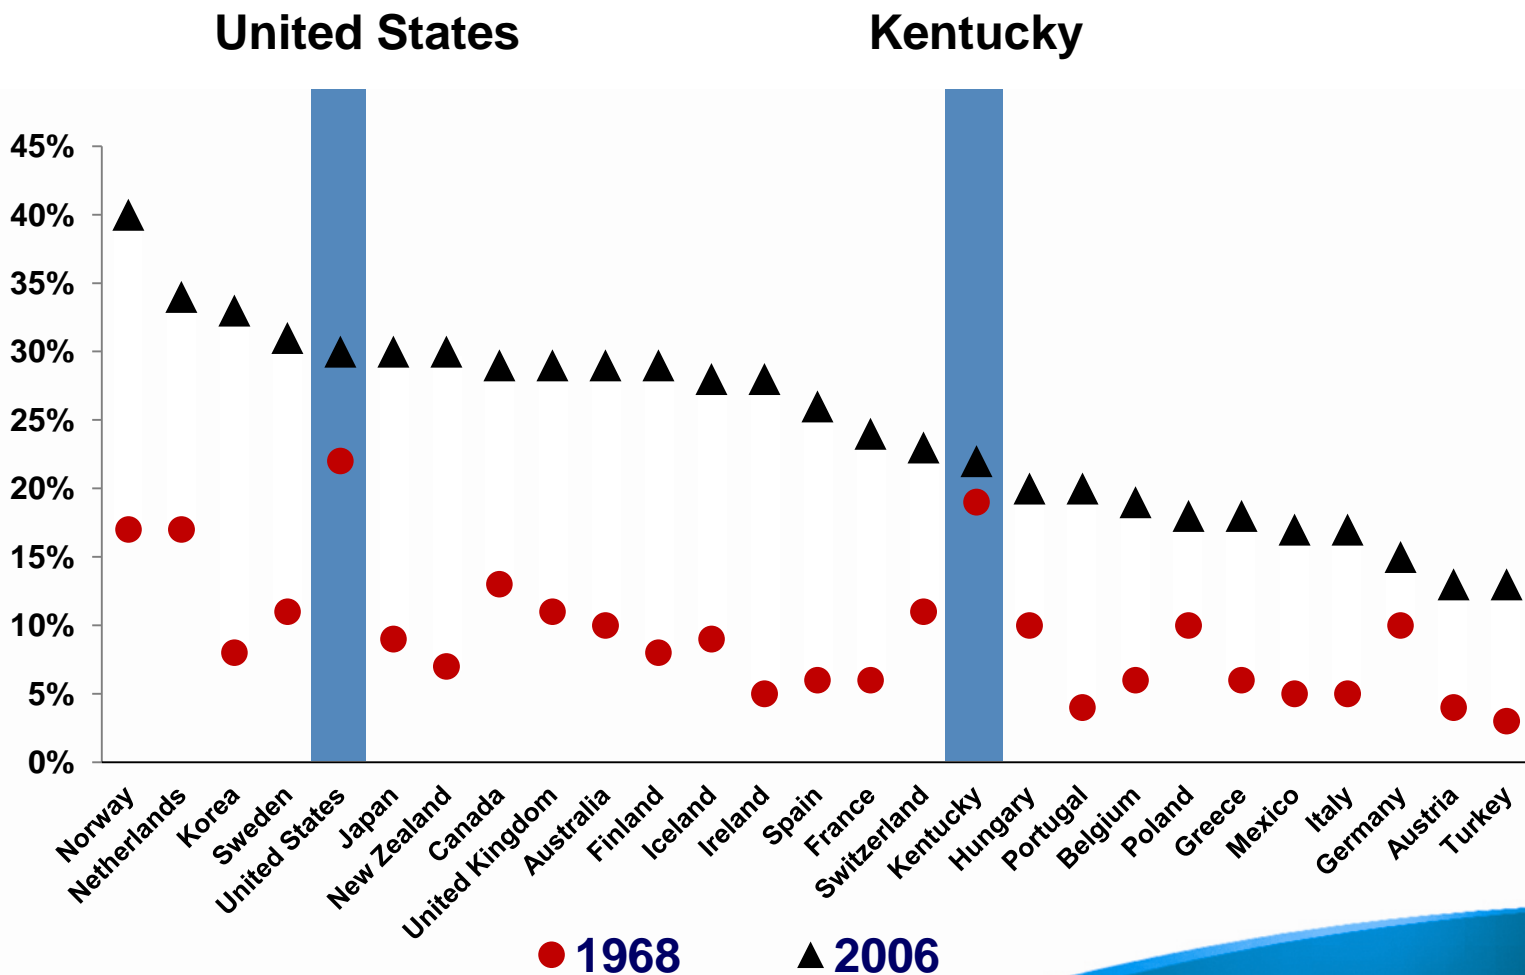 United States
Kentucky
45%
40%
35%
30%
25%
20%
15%
10%
5%
0%
Norway
Netherlands
Korea
Sweden
United States
Japan
New Zealand
Canada
United Kingdom
Australia
Finland
Iceland
Ireland
Spain
France
Switzerland
Kentucky
Hungary
Portugal
Belgium
Poland
Greece
Mexico
Italy
Germany
Austria
Turkey
1968
2006